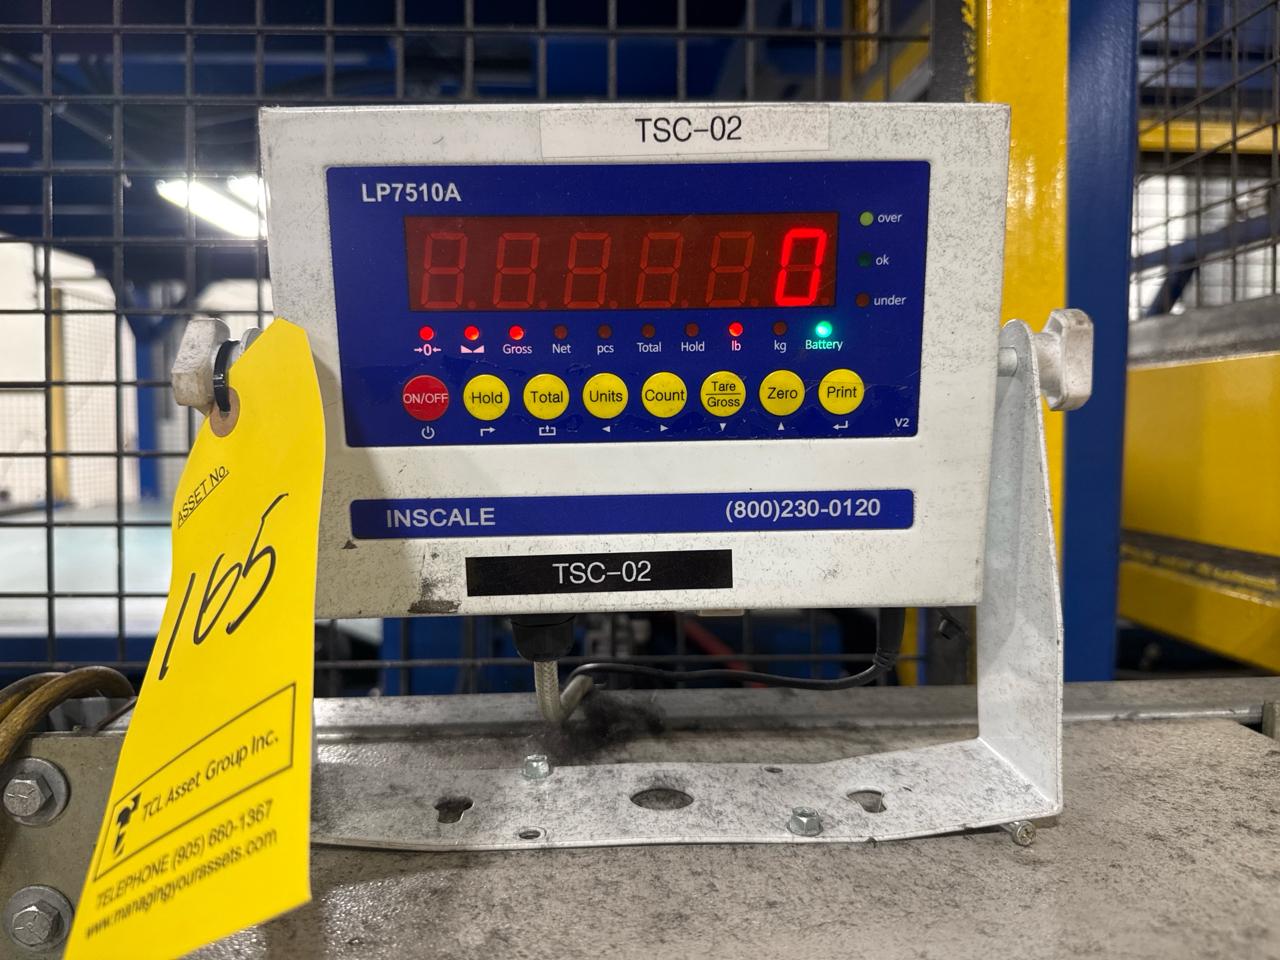 TSC-02
LP7510A
0
over
ok
under
→0← Gross Net pcs Total Hold lb kg Battery
ON/OFF Hold Total Units Count Tare Gross Zero Print
V2
INSCALE (800)230-0120
TSC-02
ASSET No.
165
TCL Asset Group Inc.
TELEPHONE (905) 660-1367
www.managingyourassets.com